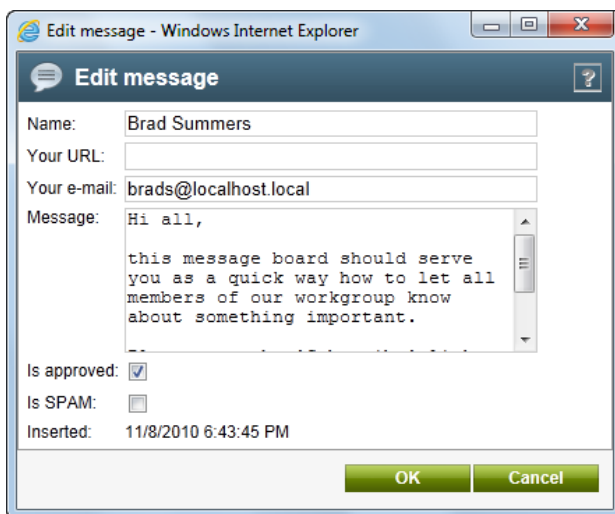 Edit message - Windows Internet Explorer
Edit message
?
Name: Brad Summers
Your URL:
Your e-mail: brads@localhost.local
Message: Hi all,
this message board should serve
you as a quick way how to let all
members of our workgroup know
about something important.
Is approved:
Is SPAM:
Inserted: 11/8/2010 6:43:45 PM
OK Cancel